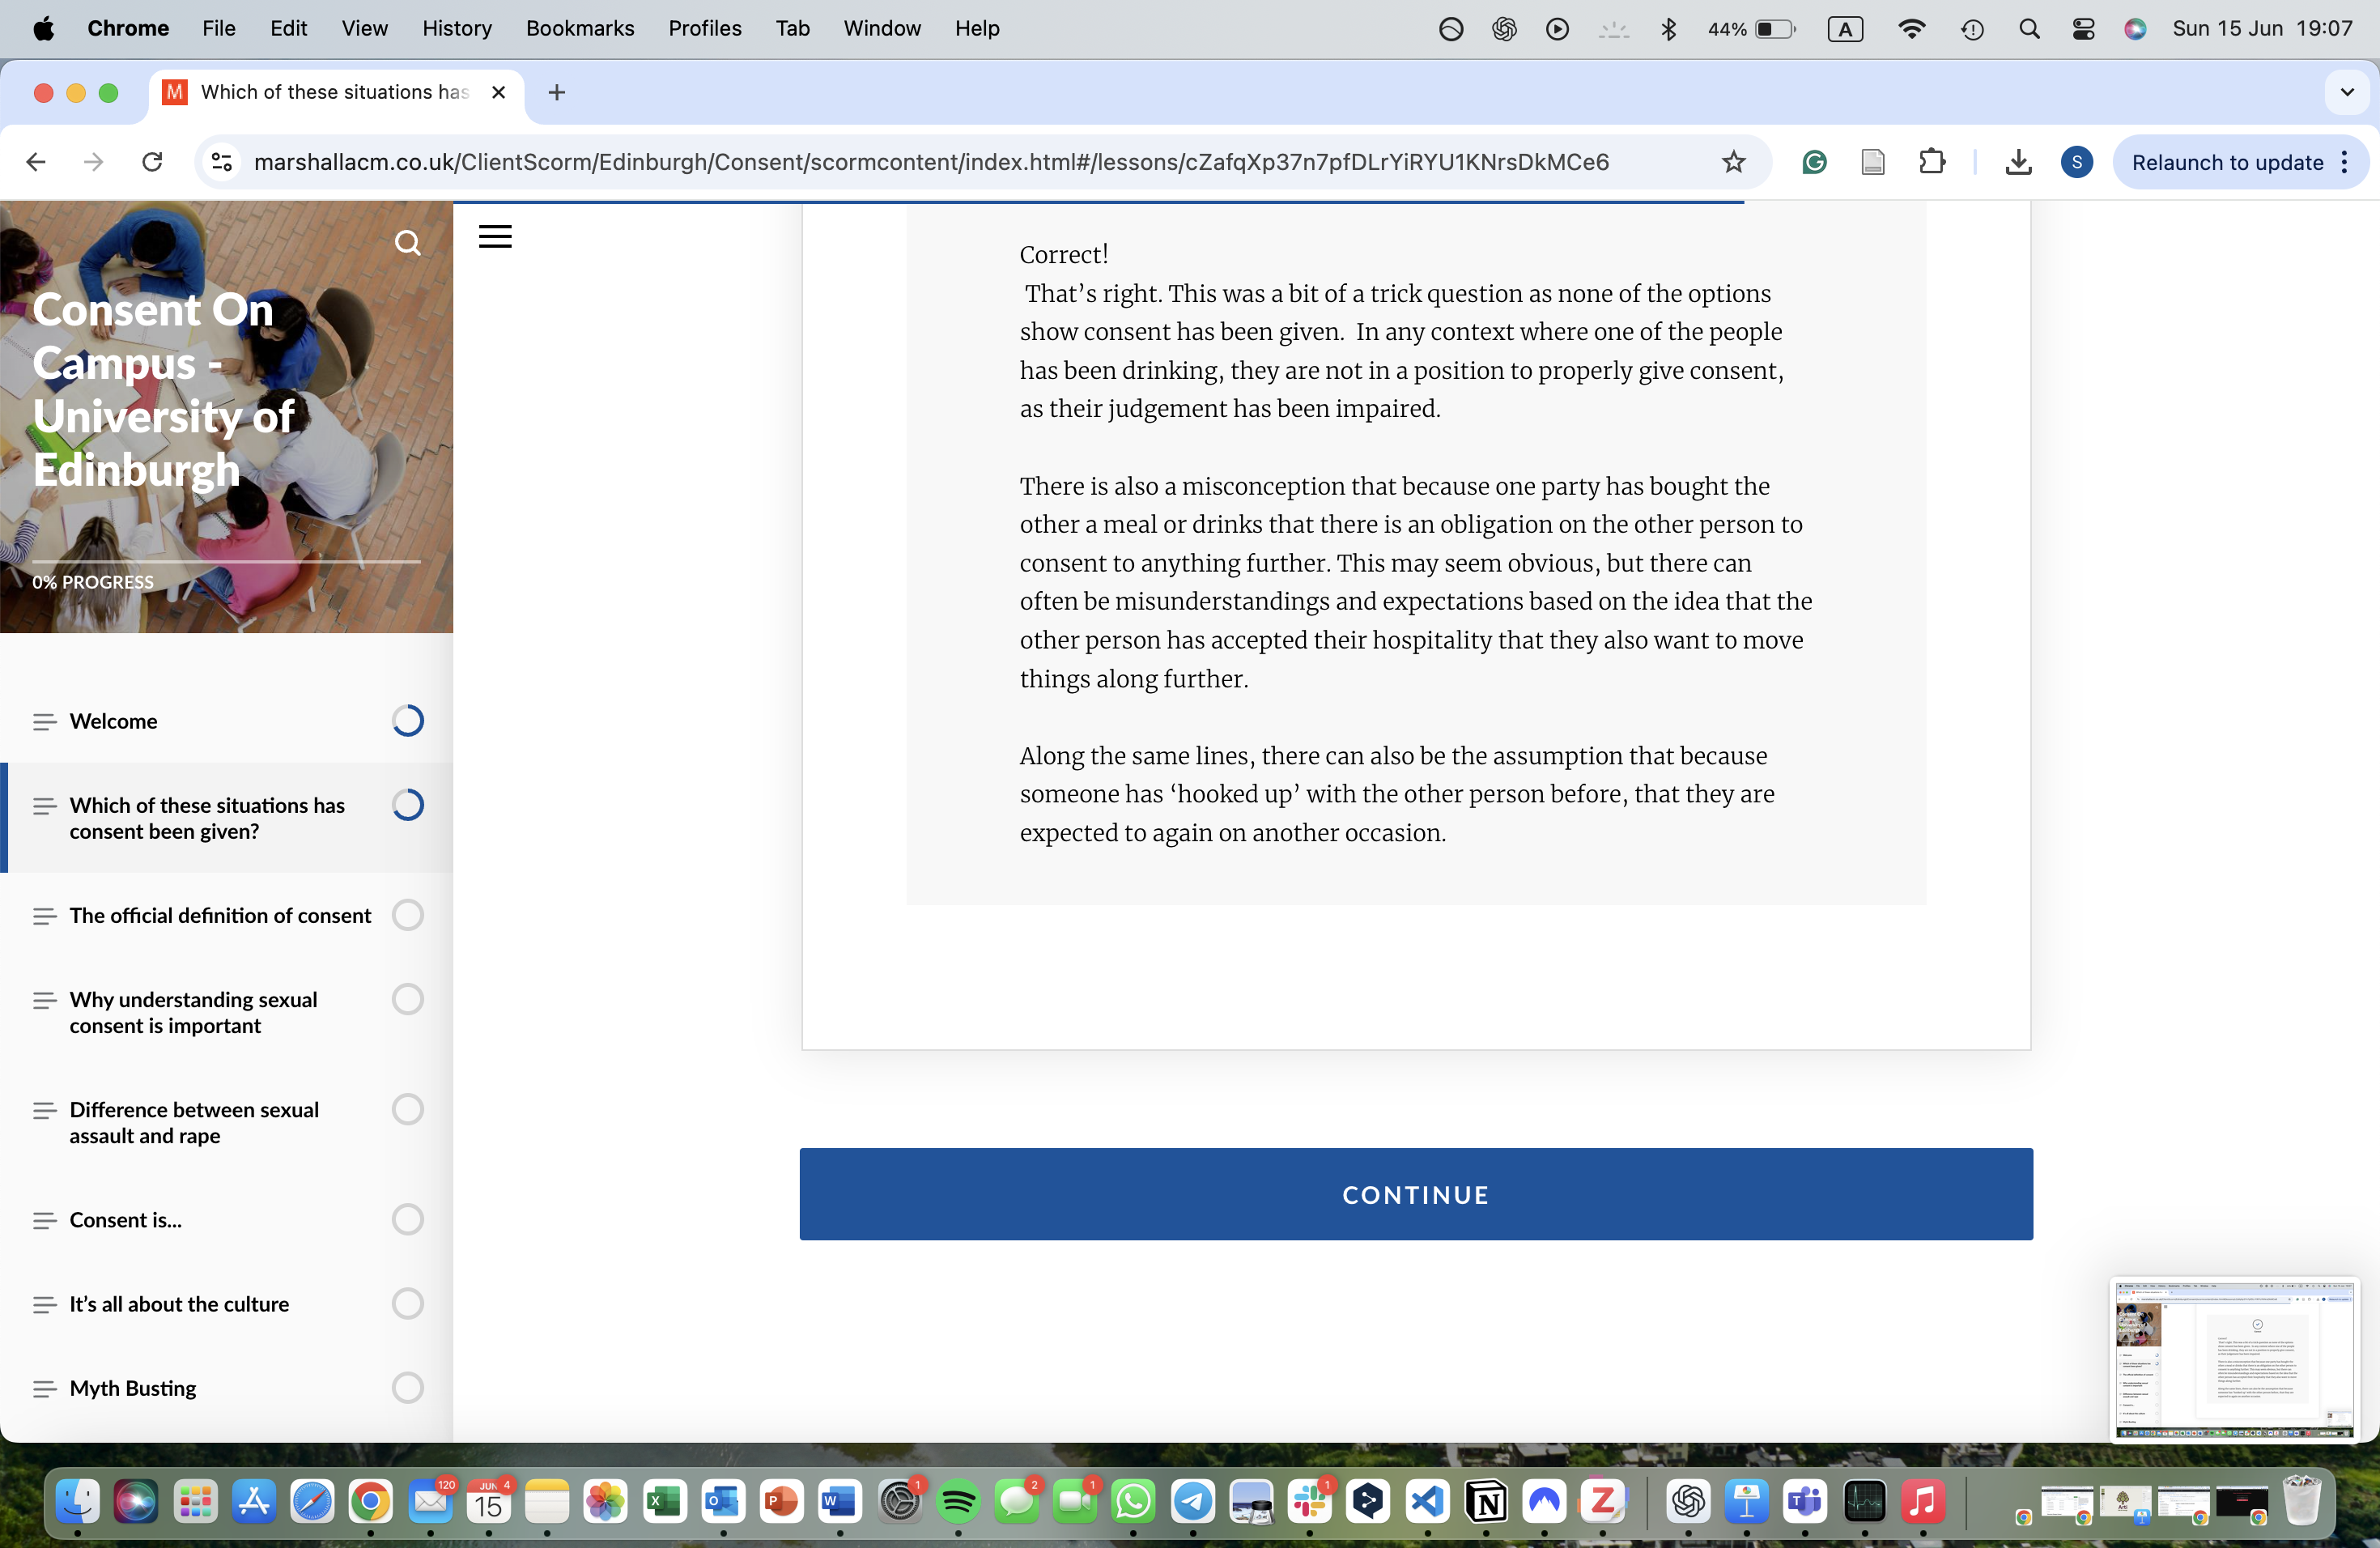 Chrome File Edit View History Bookmarks Profiles Tab Window Help 44% A Sun 15 Jun 19:07
M Which of these situations has
marshallacm.co.uk/ClientScorm/Edinburgh/Consent/scormcontent/index.html#/lessons/cZafqXp37n7pfDLrYiRYU1KNrsDkMCe6 S Relaunch to update
Consent On
Campus -
University of
Edinburgh
0% PROGRESS
Welcome
Which of these situations has
consent been given?
The official definition of consent
Why understanding sexual
consent is important
Difference between sexual
assault and rape
Consent is...
It’s all about the culture
Myth Busting
Correct!
That’s right. This was a bit of a trick question as none of the options
show consent has been given. In any context where one of the people
has been drinking, they are not in a position to properly give consent,
as their judgement has been impaired.
There is also a misconception that because one party has bought the
other a meal or drinks that there is an obligation on the other person to
consent to anything further. This may seem obvious, but there can
often be misunderstandings and expectations based on the idea that the
other person has accepted their hospitality that they also want to move
things along further.
Along the same lines, there can also be the assumption that because
someone has ‘hooked up’ with the other person before, that they are
expected to again on another occasion.
CONTINUE
120 JUN 4 1 2 1 1
15 X O P W N Z T